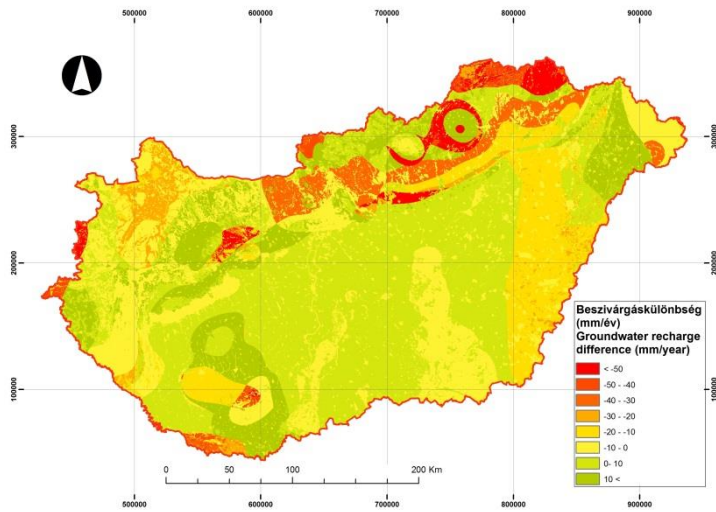 500000 600000 700000 800000 900000
300000 300000
200000 200000
100000 100000
Beszivárgáskülönbség
(mm/év)
Groundwater recharge
difference (mm/year)
< -50
-50 - -40
-40 - -30
-30 - -20
-20 - -10
-10 - 0
0- 10
10 <
0 50 100 200 Km
500000 600000 700000 800000 900000